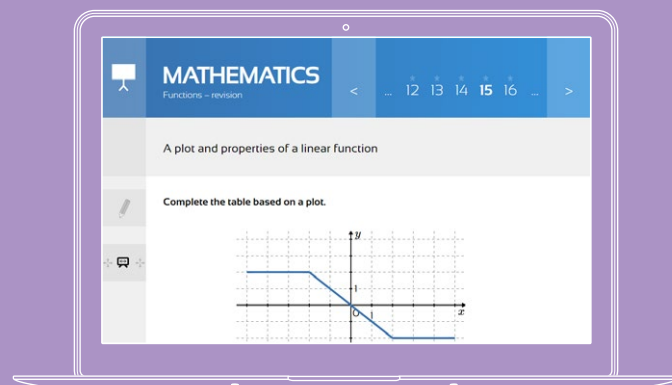 MATHEMATICS
Functions – revision
< ... 12 13 14 15 16 ... >
A plot and properties of a linear function
Complete the table based on a plot.
y
1
O 1 x